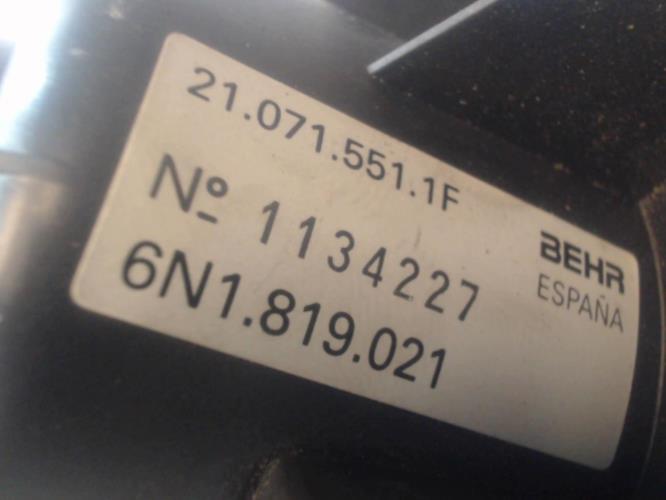 21.071.551.1F
Nº 1134227
6N1.819.021
BEHR
ESPAÑA